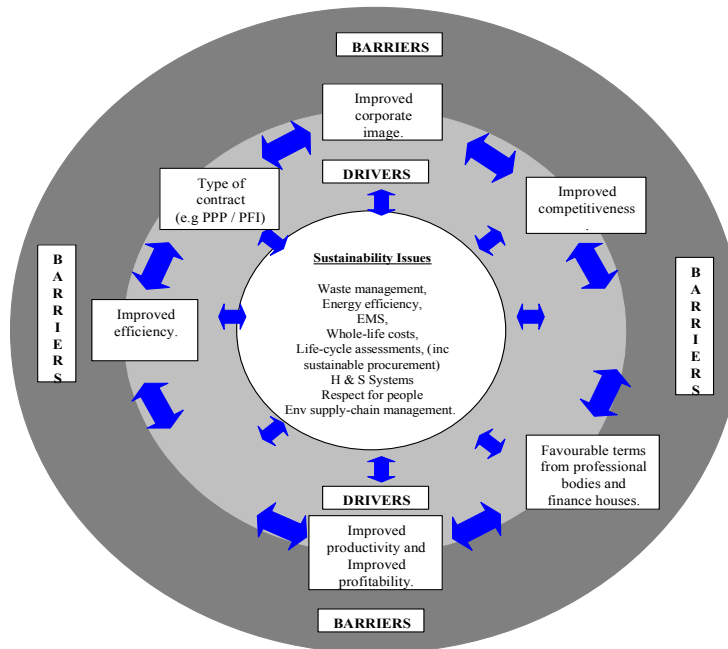 BARRIERS
Improved
corporate
image.
DRIVERS
Type of
contract
(e.g PPP / PFI)
Improved
competitiveness
.
BARRIERS
Improved
efficiency.
Sustainability Issues
Waste management,
Energy efficiency,
EMS,
Whole-life costs,
Life-cycle assessments, (inc
sustainable procurement)
H & S Systems
Respect for people
Env supply-chain management.
BARRIERS
Favourable terms
from professional
bodies and
finance houses.
DRIVERS
Improved
productivity and
Improved
profitability.
BARRIERS